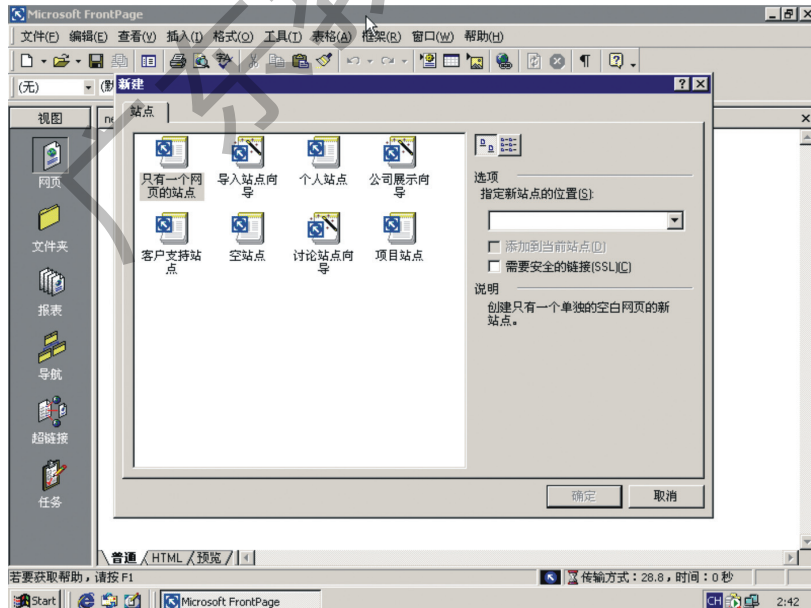 Microsoft FrontPage
文件(F) 编辑(E) 查看(V) 插入(I) 格式(O) 工具(T) 表格(A) 框架(R) 窗口(W) 帮助(H)
(无)
新建
视图
站点
网页
文件夹
报表
导航
超链接
任务
只有一个网页的站点
导入站点向导
个人站点
公司展示向导
客户支持站点
空站点
讨论站点向导
项目站点
选项
指定新站点的位置(S):
添加到当前站点(D)
需要安全的链接(SSL)(C)
说明
创建只有一个单独的空白网页的新
站点。
确定 取消
普通 HTML 预览
若要获取帮助，请按 F1
传输方式：28.8，时间：0 秒
Start Microsoft FrontPage CH 2:42
广东